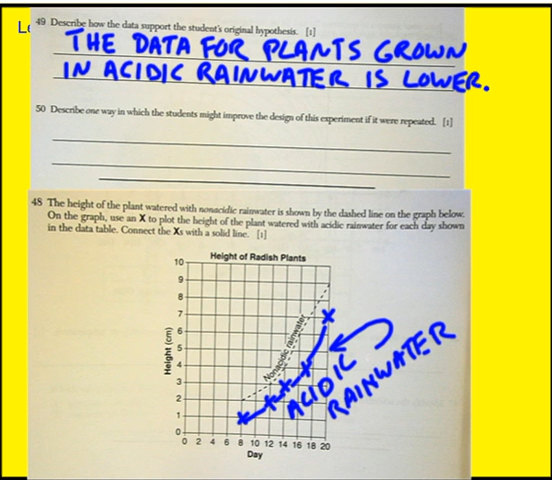 Le
49 Describe how the data support the student's original hypothesis. [1]
THE DATA FOR PLANTS GROWN
IN ACIDIC RAINWATER IS LOWER.
50 Describe one way in which the students might improve the design of this experiment if it were repeated. [1]
48 The height of the plant watered with nonacidic rainwater is shown by the dashed line on the graph below.
On the graph, use an X to plot the height of the plant watered with acidic rainwater for each day shown
in the data table. Connect the Xs with a solid line. [1]
Height of Radish Plants
10
9
8
7
6
5
4
3
2
1
0
Height (cm)
Nonacidic rainwater
ACIDIC
RAINWATER
0 2 4 6 8 10 12 14 16 18 20
Day